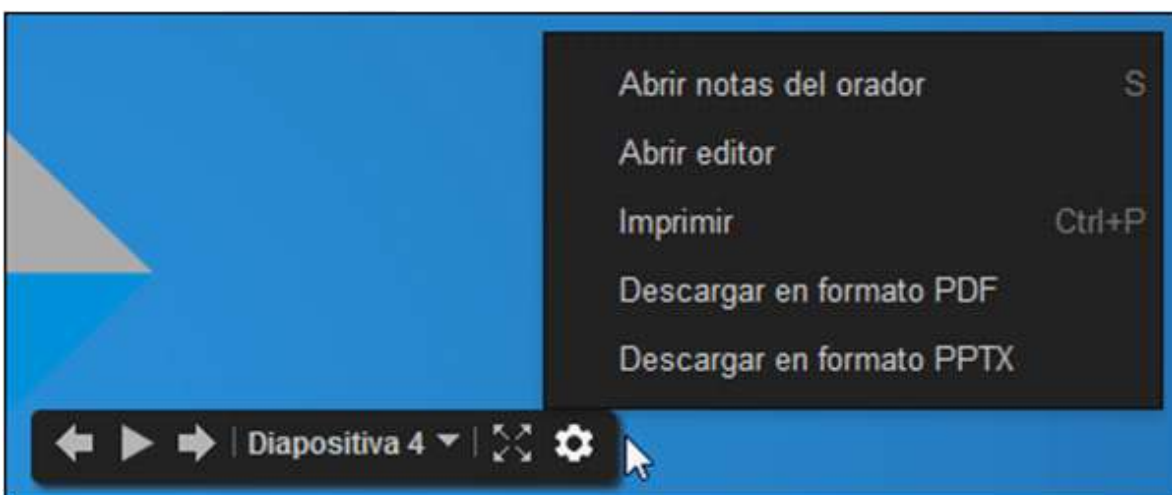 Abrir notas del orador S
Abrir editor
Imprimir Ctrl+P
Descargar en formato PDF
Descargar en formato PPTX
Diapositiva 4